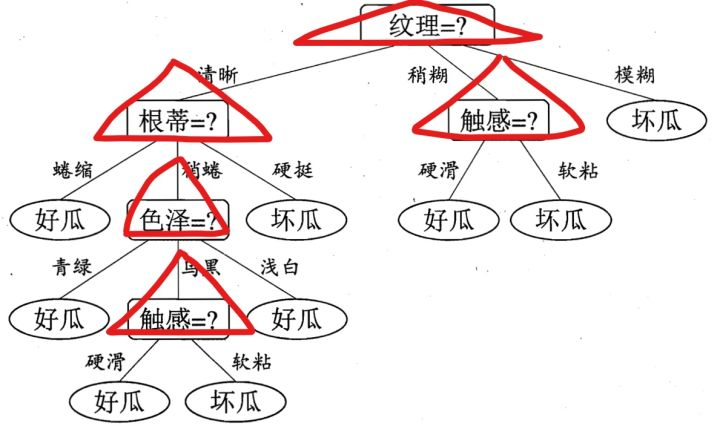 纹理=?
清晰 稍糊 模糊
根蒂=? 触感=? 坏瓜
蜷缩 稍蜷 硬挺 硬滑 软粘
好瓜 色泽=? 坏瓜 好瓜 坏瓜
青绿 乌黑 浅白
好瓜 触感=? 好瓜
硬滑 软粘
好瓜 坏瓜